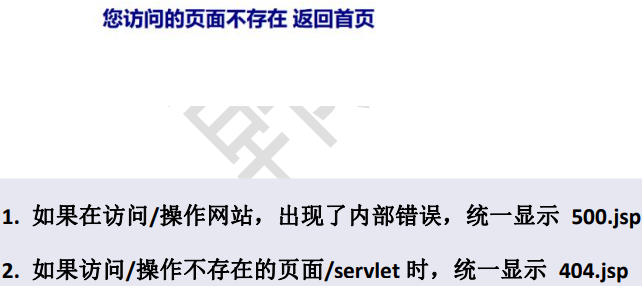 您访问的页面不存在 返回首页
1. 如果在访问/操作网站，出现了内部错误，统一显示 500.jsp
2. 如果访问/操作不存在的页面/servlet 时，统一显示 404.jsp